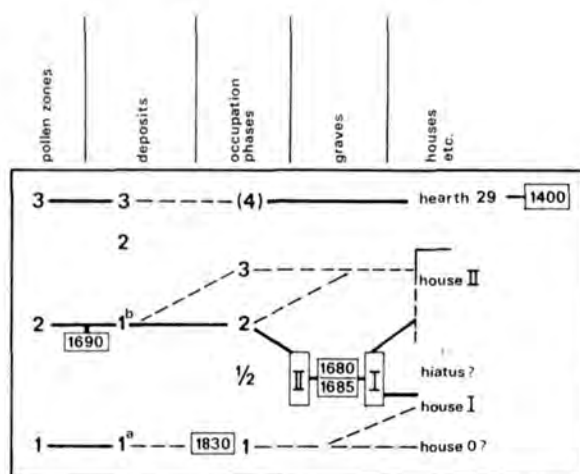 pollen zones
deposits
occupation
phases
graves
houses
etc.
3 3 (4) hearth 29 1400
2
3 house II
2 1b 2
1690
½ II 1680 I hiatus?
1685
house I
1 1a 1830 1 house 0?